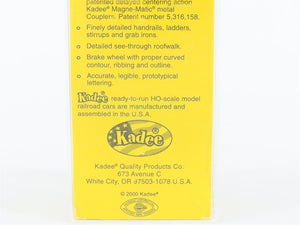 patented delayed centering action
Kadee® Magne-Matic® metal
Couplers. Patent number 5,316,158.
Finely detailed handrails, ladders,
stirrups and grab irons.
Detailed see-through roofwalk.
Brake wheel with proper curved
contour, ribbing and outline.
Accurate, legible, prototypical
lettering.
Kadee ready-to-run HO-scale model
railroad cars are manufactured and
assembled in the U.S.A.
Kadee
Kadee® Quality Products Co.
673 Avenue C
White City, OR 97503-1078 U.S.A.
© 2000 Kadee®